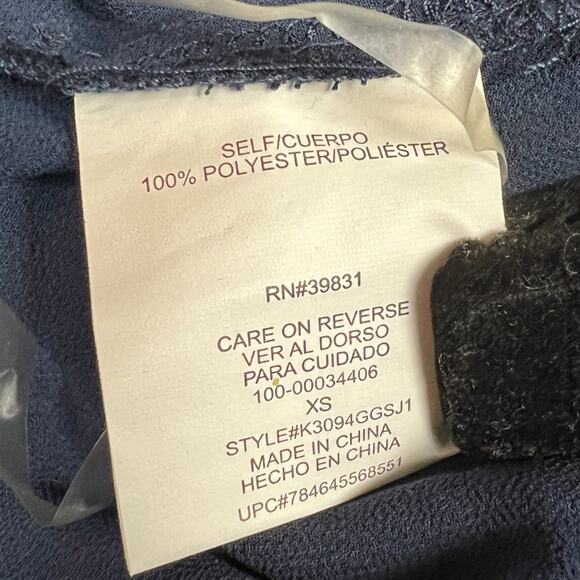 SELF/CUERPO
100% POLYESTER/POLIÉSTER
RN#39831
CARE ON REVERSE
VER AL DORSO
PARA CUIDADO
100-00034406
XS
STYLE#K3094GGSJ1
MADE IN CHINA
HECHO EN CHINA
UPC#784645568551